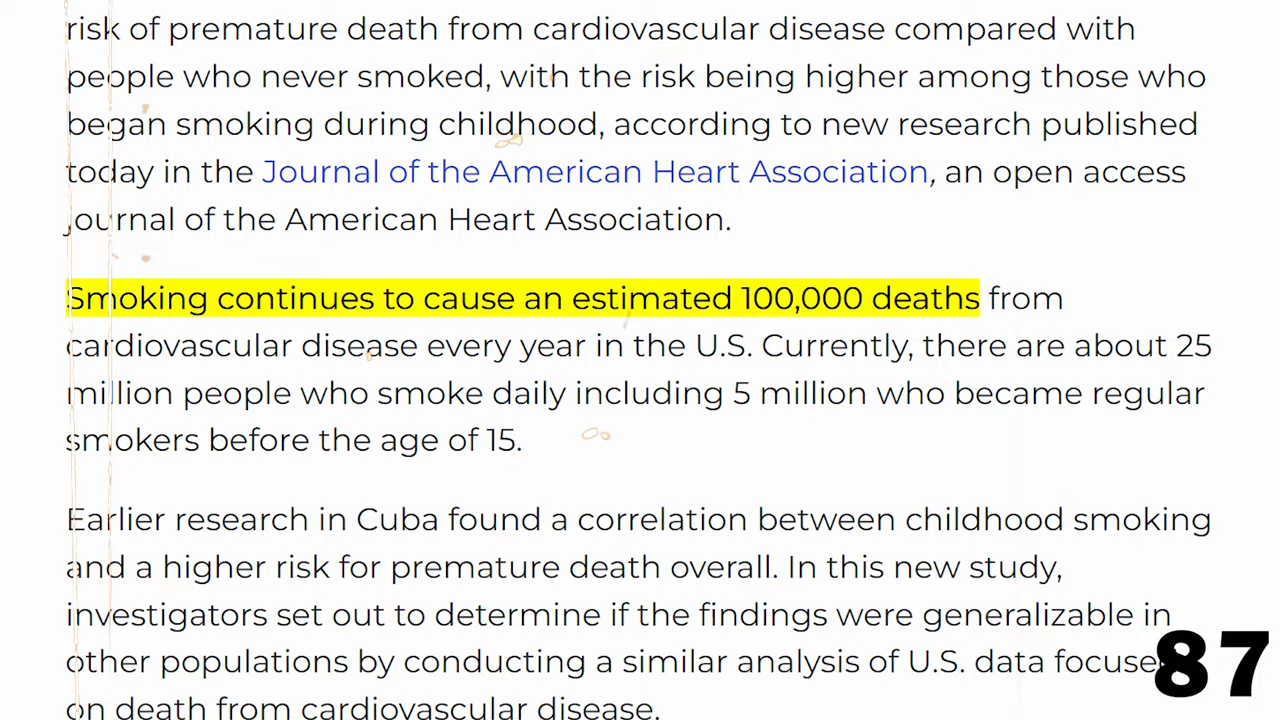 risk of premature death from cardiovascular disease compared with
people who never smoked, with the risk being higher among those who
began smoking during childhood, according to new research published
today in the Journal of the American Heart Association, an open access
journal of the American Heart Association.
Smoking continues to cause an estimated 100,000 deaths from
cardiovascular disease every year in the U.S. Currently, there are about 25
million people who smoke daily including 5 million who became regular
smokers before the age of 15.
Earlier research in Cuba found a correlation between childhood smoking
and a higher risk for premature death overall. In this new study,
investigators set out to determine if the findings were generalizable in
other populations by conducting a similar analysis of U.S. data focused
on death from cardiovascular disease.
87